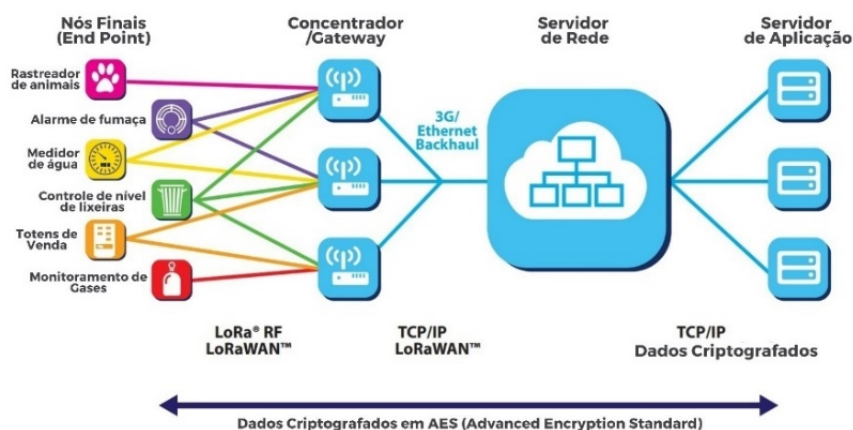 Nós Finais
(End Point)
Concentrador
/Gateway
Servidor
de Rede
Servidor
de Aplicação
Rastreador
de animais
Alarme de fumaça
Medidor
de água
Controle de nível
de lixeiras
Totens de
Venda
Monitoramento de
Gases
3G/
Ethernet
Backhaul
LoRa® RF
LoRaWAN™
TCP/IP
LoRaWAN™
TCP/IP
Dados Criptografados
Dados Criptografados em AES (Advanced Encryption Standard)